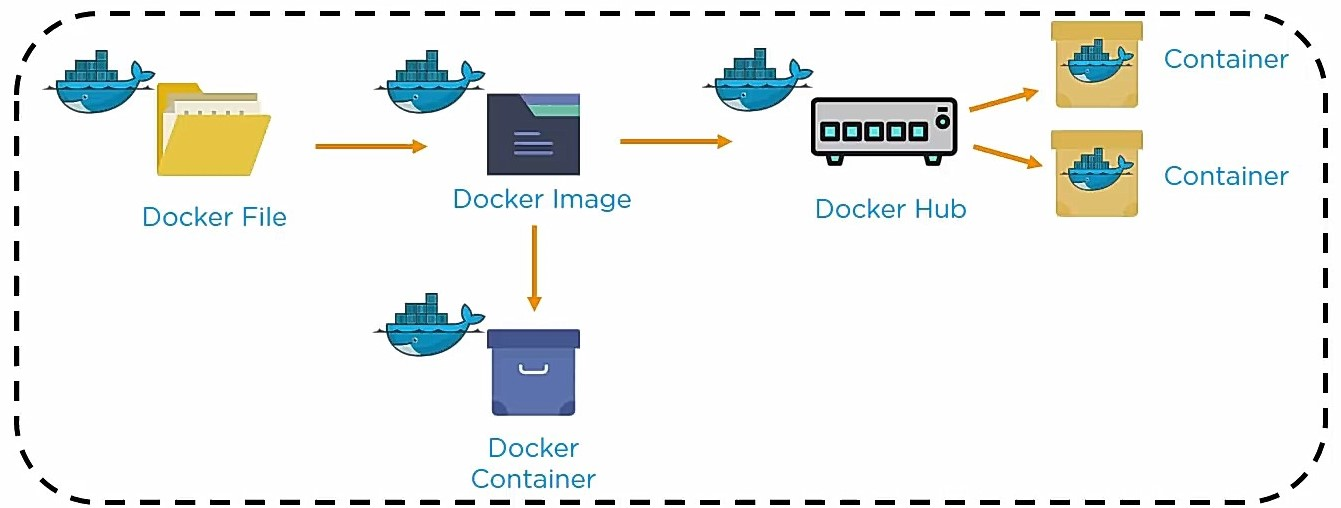 Docker File
Docker Image
Docker Hub
Container
Container
Docker
Container